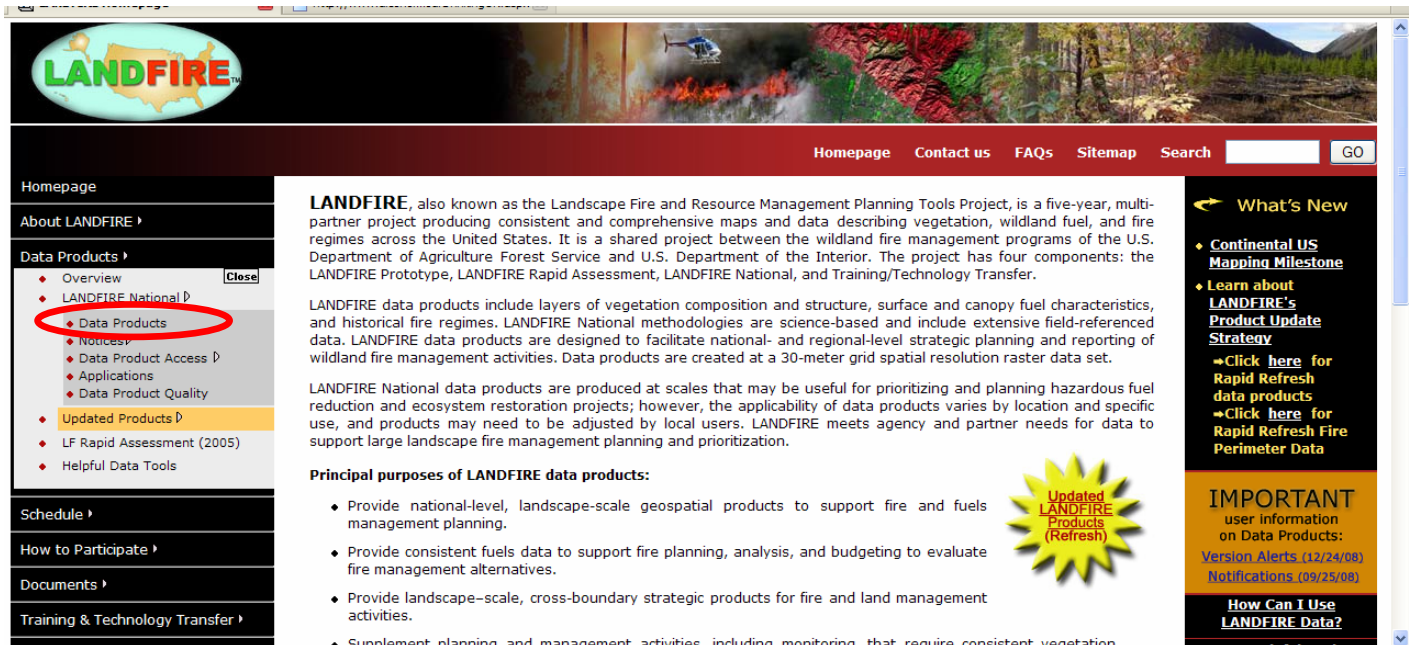 LANDFIRE™
Homepage Contact us FAQs Sitemap Search GO
Homepage
About LANDFIRE
Data Products
Overview
Close
LANDFIRE National
Data Products
Notices
Data Product Access
Applications
Data Product Quality
Updated Products
LF Rapid Assessment (2005)
Helpful Data Tools
Schedule
How to Participate
Documents
Training & Technology Transfer
LANDFIRE, also known as the Landscape Fire and Resource Management Planning Tools Project, is a five-year, multi-
partner project producing consistent and comprehensive maps and data describing vegetation, wildland fuel, and fire
regimes across the United States. It is a shared project between the wildland fire management programs of the U.S.
Department of Agriculture Forest Service and U.S. Department of the Interior. The project has four components: the
LANDFIRE Prototype, LANDFIRE Rapid Assessment, LANDFIRE National, and Training/Technology Transfer.
LANDFIRE data products include layers of vegetation composition and structure, surface and canopy fuel characteristics,
and historical fire regimes. LANDFIRE National methodologies are science-based and include extensive field-referenced
data. LANDFIRE data products are designed to facilitate national- and regional-level strategic planning and reporting of
wildland fire management activities. Data products are created at a 30-meter grid spatial resolution raster data set.
LANDFIRE National data products are produced at scales that may be useful for prioritizing and planning hazardous fuel
reduction and ecosystem restoration projects; however, the applicability of data products varies by location and specific
use, and products may need to be adjusted by local users. LANDFIRE meets agency and partner needs for data to
support large landscape fire management planning and prioritization.
Principal purposes of LANDFIRE data products:
Provide national-level, landscape-scale geospatial products to support fire and fuels
management planning.
Provide consistent fuels data to support fire planning, analysis, and budgeting to evaluate
fire management alternatives.
Provide landscape–scale, cross-boundary strategic products for fire and land management
activities.
Supplement planning and management activities, including monitoring, that require consistent vegetation
Updated
LANDFIRE
Products
(Refresh)
What's New
Continental US
Mapping Milestone
Learn about
LANDFIRE's
Product Update
Strategy
Click here for
Rapid Refresh
data products
Click here for
Rapid Refresh Fire
Perimeter Data
IMPORTANT
user information
on Data Products:
Version Alerts (12/24/08)
Notifications (09/25/08)
How Can I Use
LANDFIRE Data?